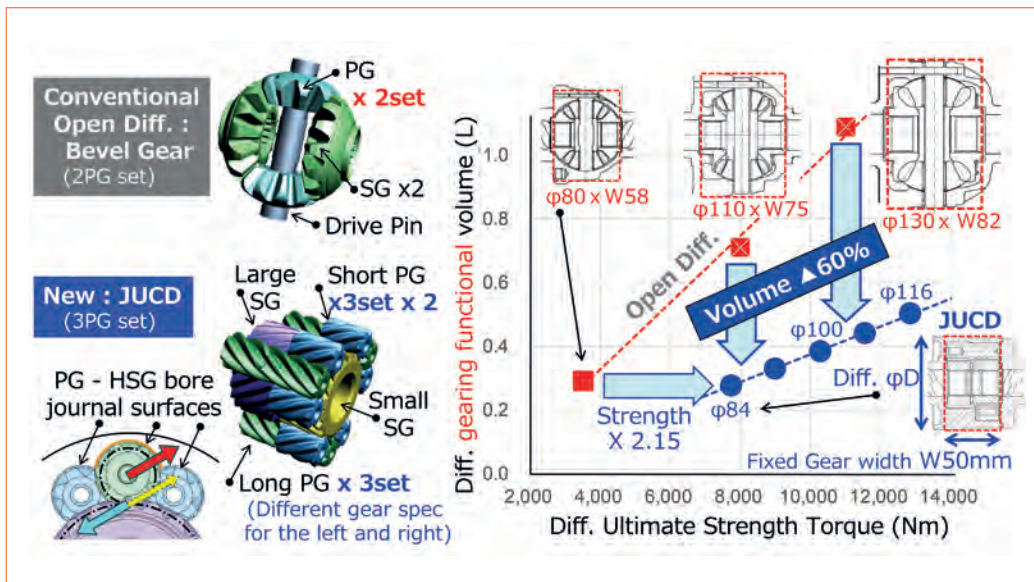 Conventional
Open Diff. :
Bevel Gear
(2PG set)
PG
x 2set
SG x2
Drive Pin
New : JUCD
(3PG set)
Large
SG
Short PG
x3set x 2
PG - HSG bore
journal surfaces
Small
SG
Long PG x 3set
(Different gear spec
for the left and right)
Diff. gearing functional volume (L)
1.0
0.8
0.6
0.4
0.2
0.0
2,000
4,000
6,000
8,000
10,000
12,000
14,000
Diff. Ultimate Strength Torque (Nm)
φ80 x W58
φ110 x W75
φ130 x W82
Open Diff.
Volume ▲60%
Strength
X 2.15
φ84
φ100
φ116
JUCD
Diff. φD
Fixed Gear width W50mm